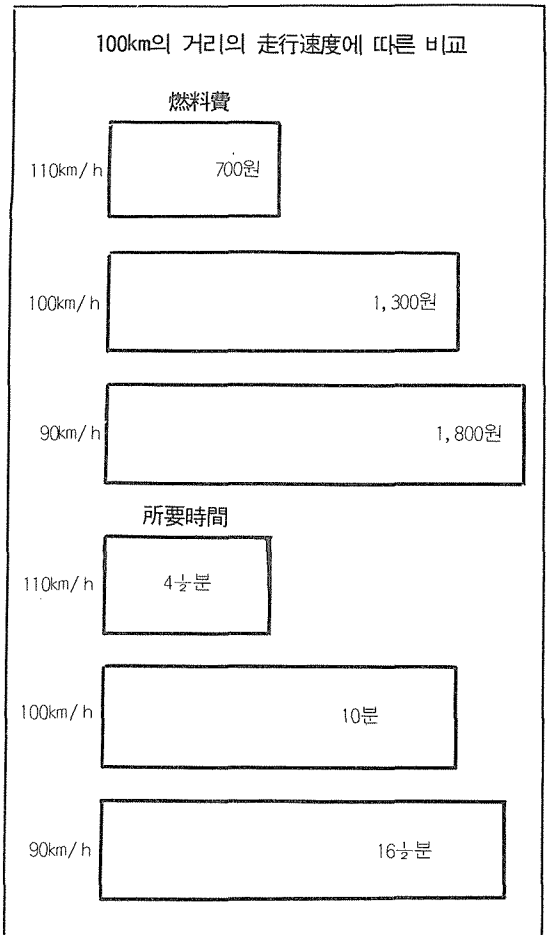 100km의 거리의 走行速度에 따른 비교
燃料費
110km/h 700원
100km/h 1,300원
90km/h 1,800원
所要時間
110km/h 4½분
100km/h 10분
90km/h 16½분